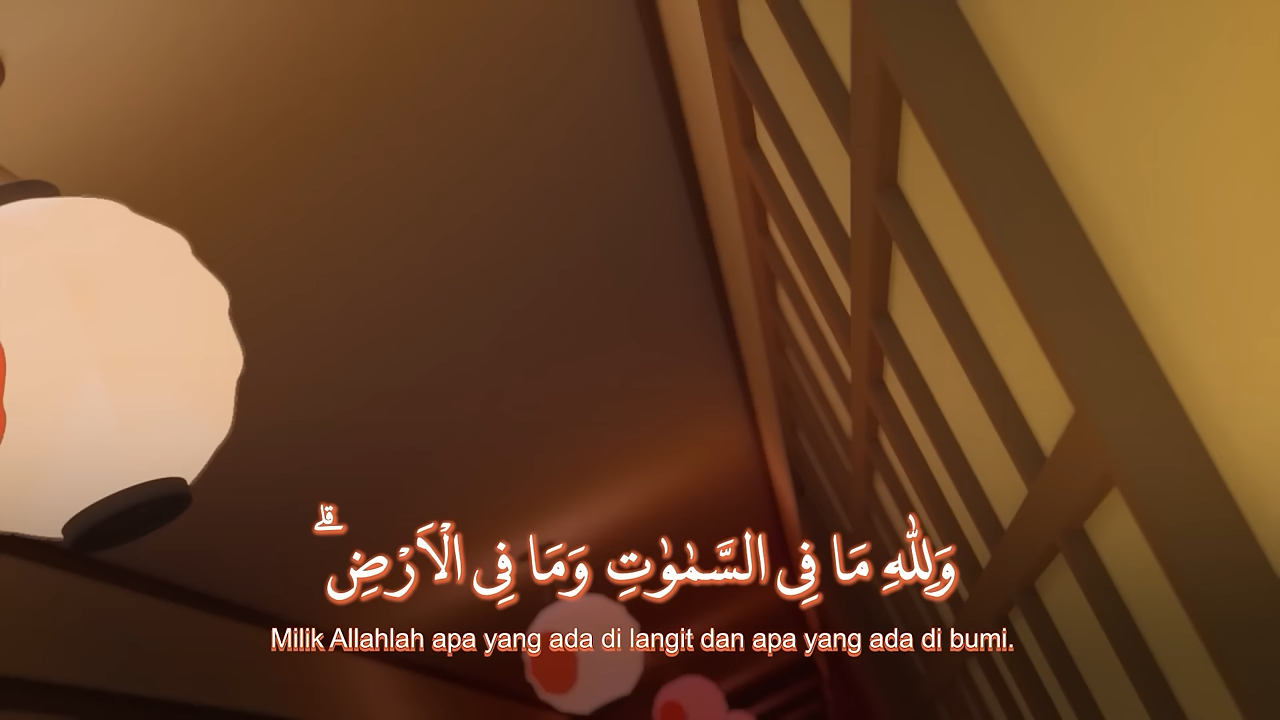 وَلِلّٰهِ مَا فِى السَّمٰوٰتِ وَمَا فِى الْاَرْضِ ۗ
Milik Allahlah apa yang ada di langit dan apa yang ada di bumi.